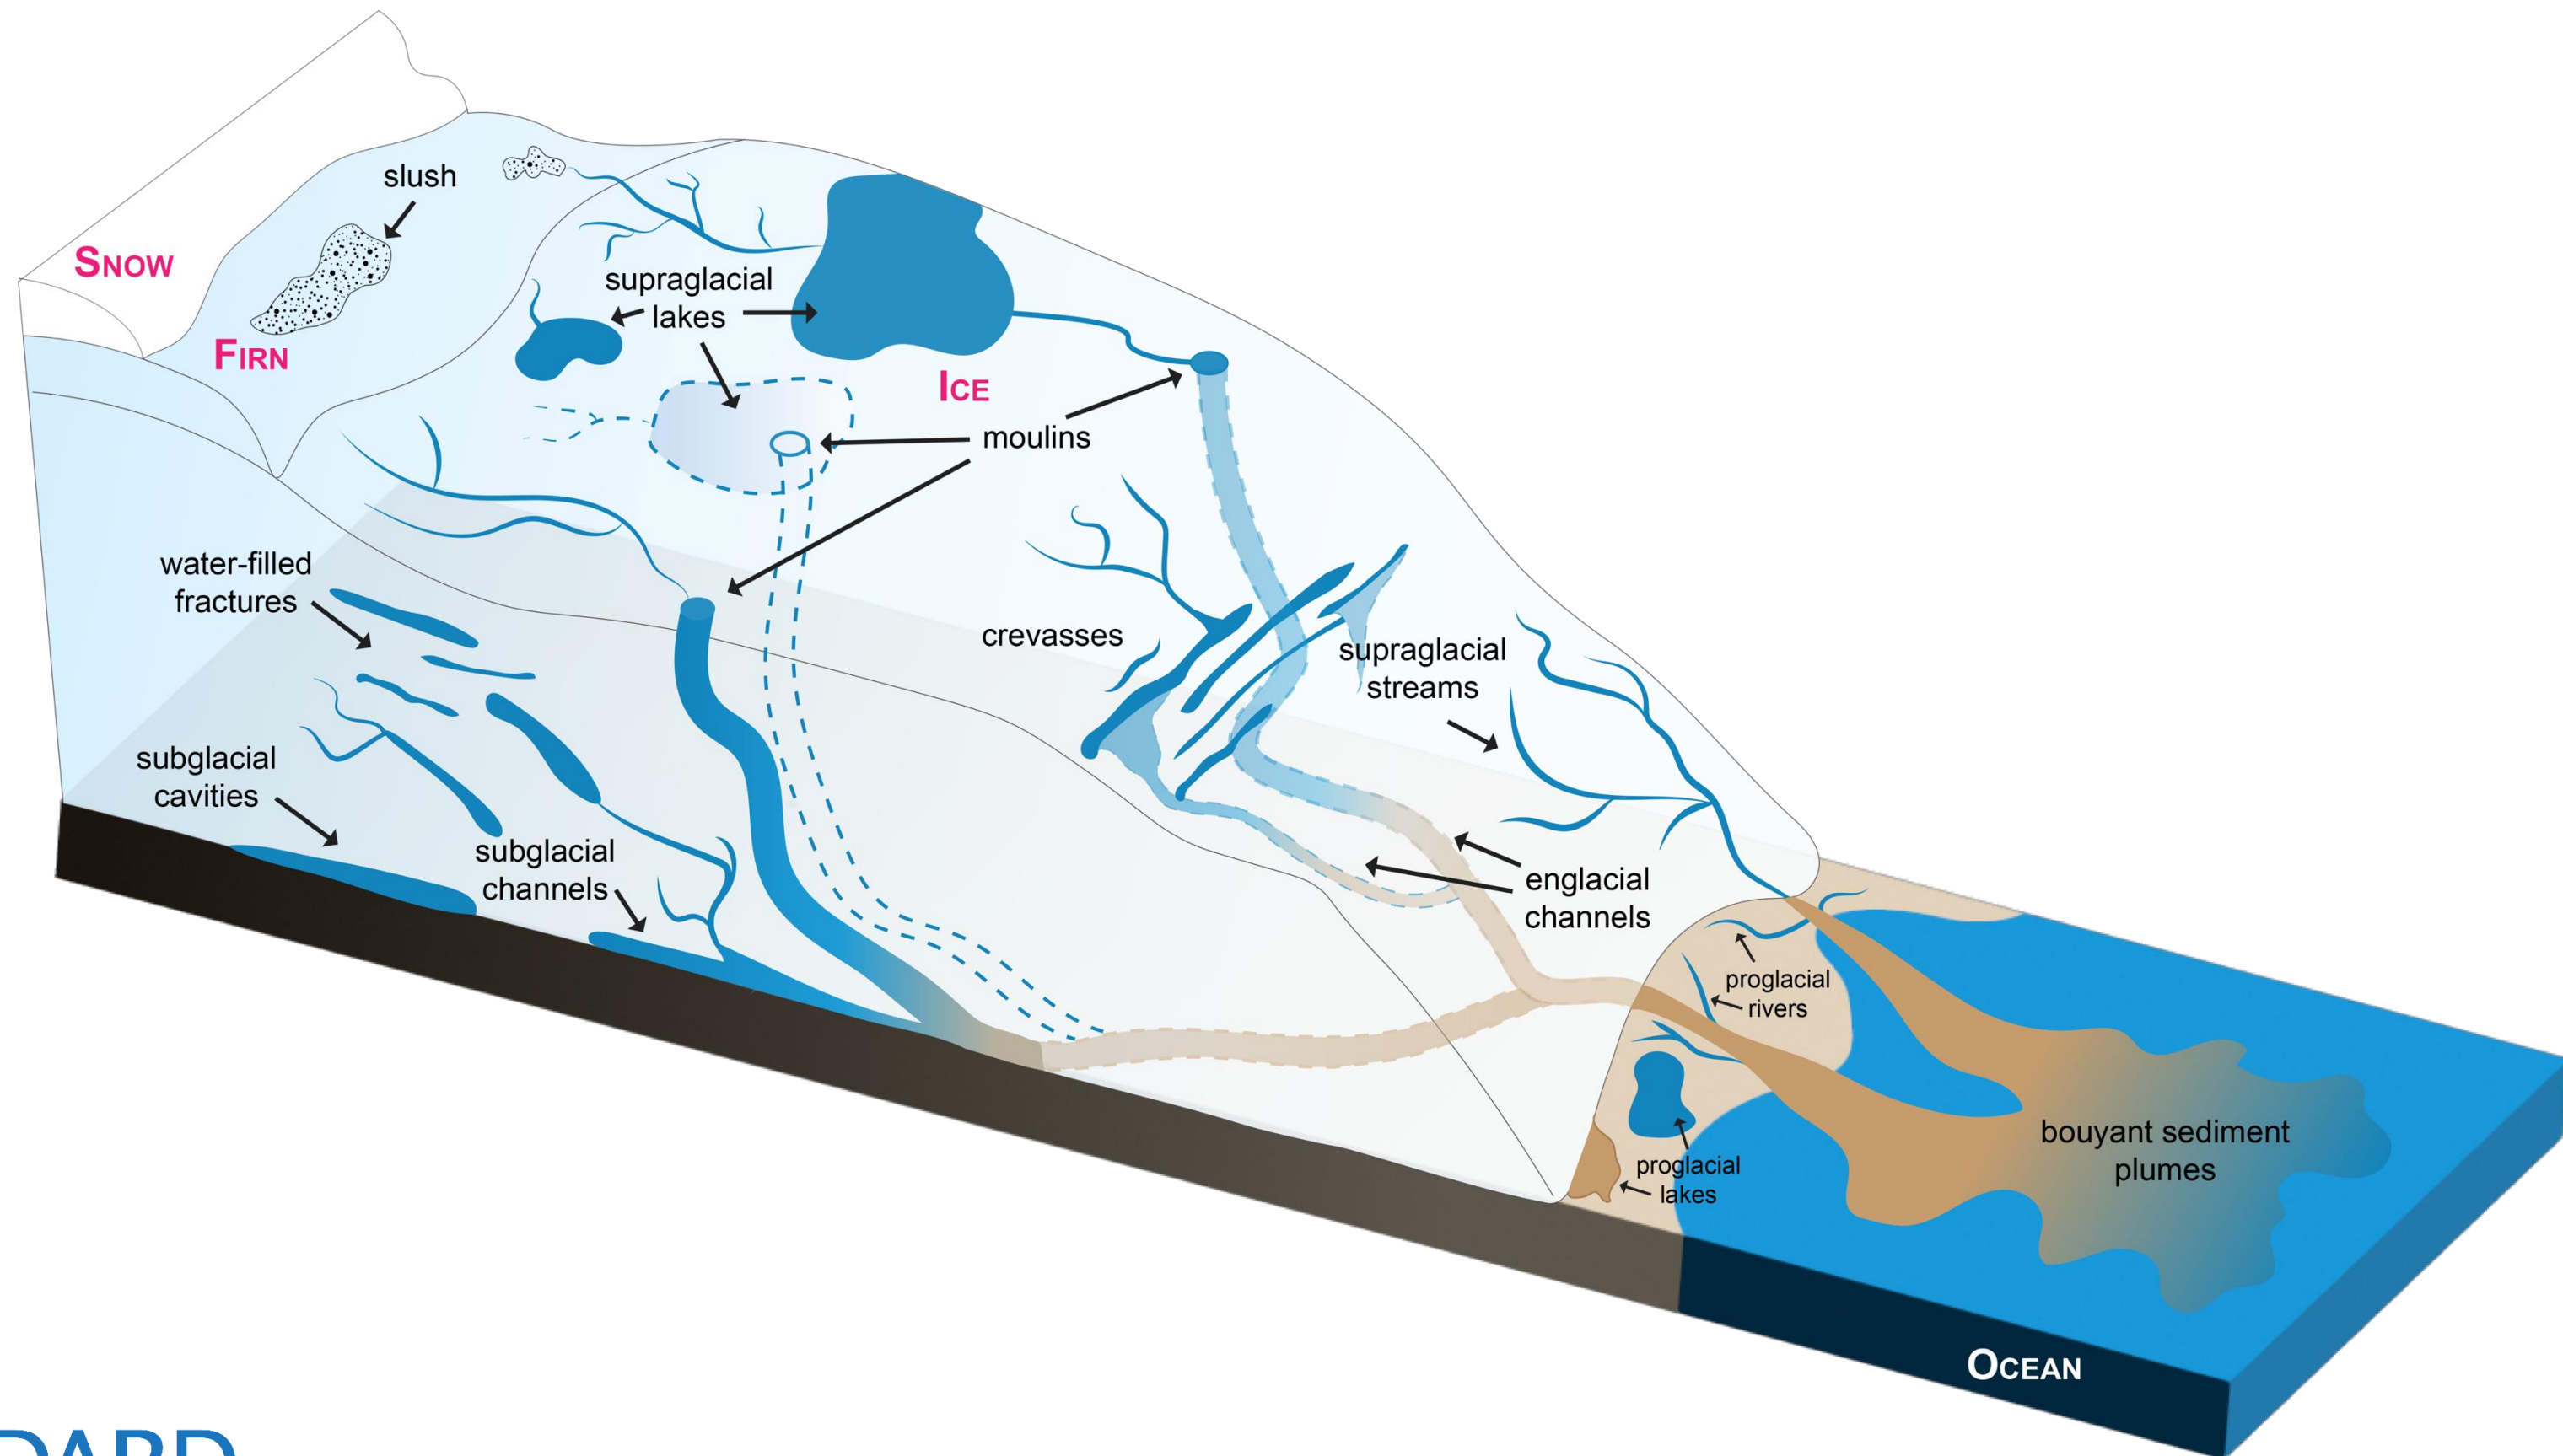 slush
SNOW
FIRN
supraglacial
lakes
ICE
moulins
water-filled
fractures
crevasses
supraglacial
streams
subglacial
cavities
subglacial
channels
englacial
channels
proglacial
rivers
proglacial
lakes
bouyant sediment
plumes
OCEAN